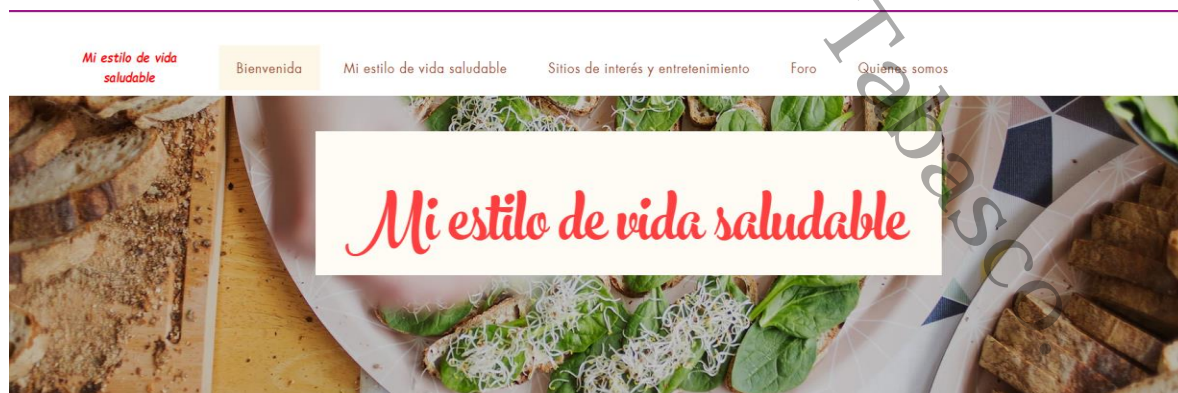 Mi estilo de vida
saludable
Bienvenida
Mi estilo de vida saludable
Sitios de interés y entretenimiento
Foro
Quienes somos
Mi estilo de vida saludable
Tabasco.